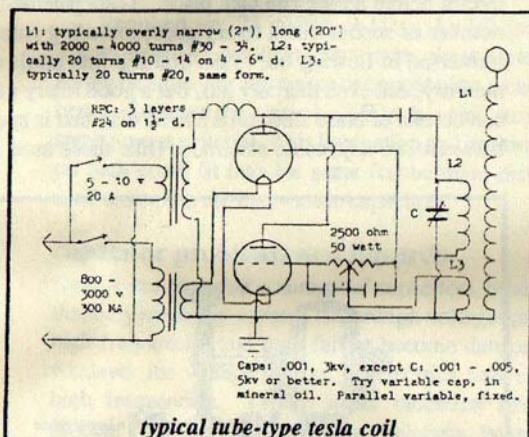 L1: typically overly narrow (2"), long (20")
with 2000 - 4000 turns #30 - 34. L2: typi-
cally 20 turns #10 - #14 on 4 - 6" d. L3:
typically 20 turns #20, same form.
L1
RFC: 3 layers
#24 on 1½" d.
L2
5 - 10 v
20 A
C
2500 ohm
50 watt
L3
800 -
3000 v
300 MA
Caps: .001, 3kv, except C: .001 - .005,
5kv or better. Try variable cap. in
mineral oil. Parallel variable, fixed.
typical tube-type tesla coil